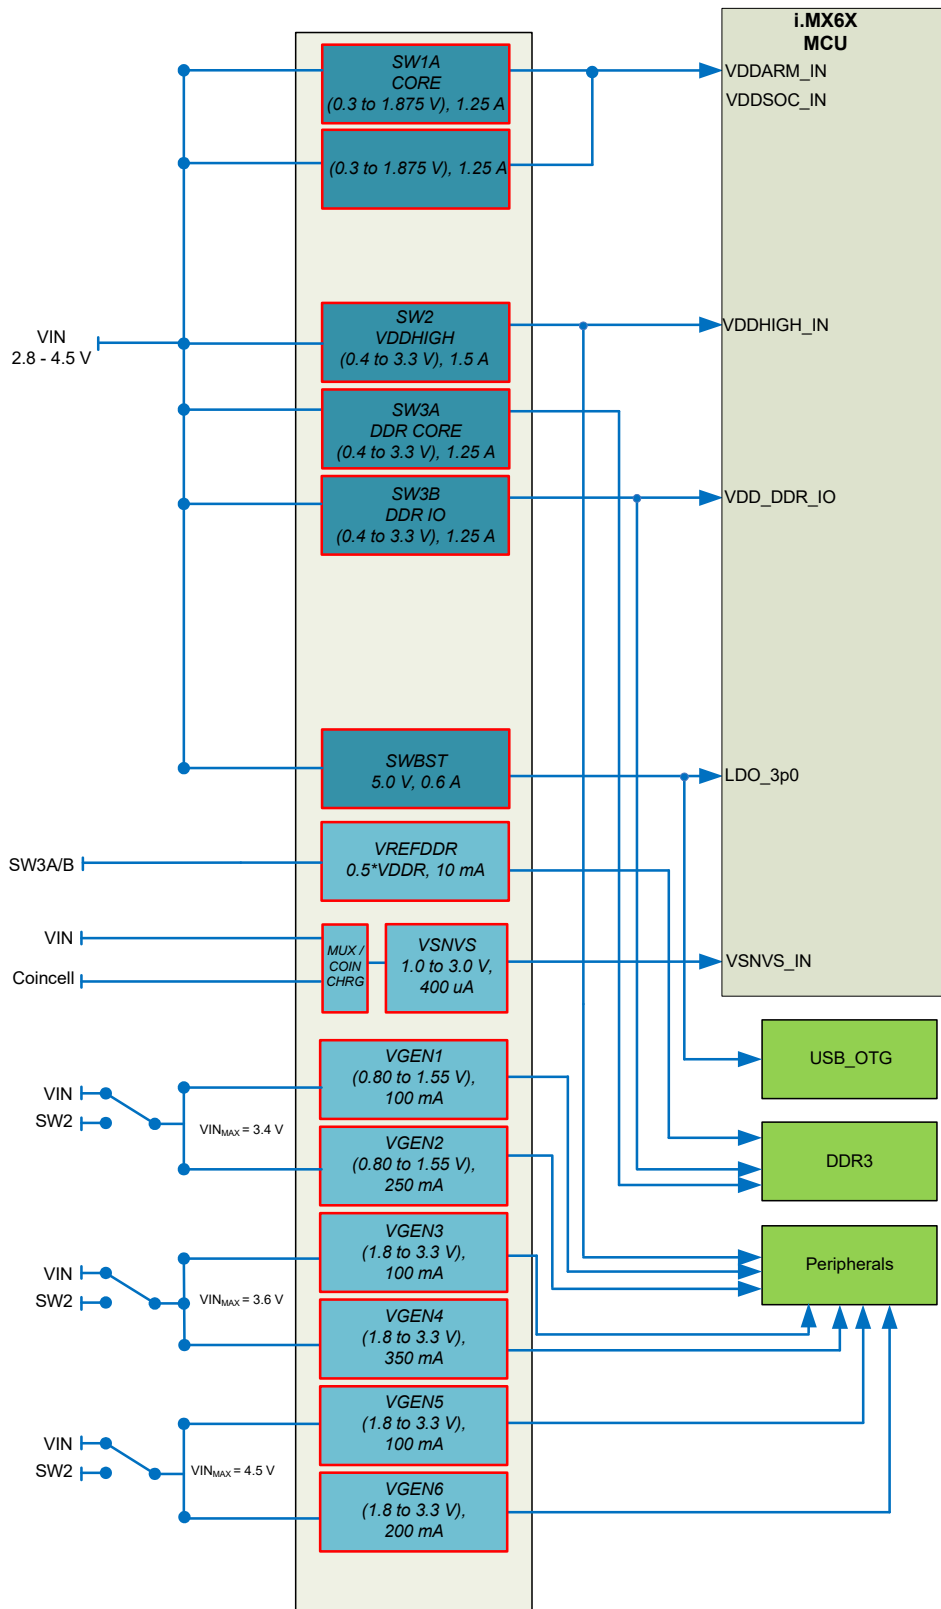 i.MX6X
MCU
SW1A
CORE
(0.3 to 1.875 V), 1.25 A
VDDARM_IN
VDDSOC_IN
(0.3 to 1.875 V), 1.25 A
VIN
2.8 - 4.5 V
SW2
VDDHIGH
(0.4 to 3.3 V), 1.5 A
VDDHIGH_IN
SW3A
DDR CORE
(0.4 to 3.3 V), 1.25 A
SW3B
DDR IO
(0.4 to 3.3 V), 1.25 A
VDD_DDR_IO
SWBST
5.0 V, 0.6 A
LDO_3p0
SW3A/B
VREFDDR
0.5*VDDR, 10 mA
VIN
Coincell
MUX /
COIN
CHRG
VSNVS
1.0 to 3.0 V,
400 uA
VSNVS_IN
USB_OTG
VIN
SW2
VINMAX = 3.4 V
VGEN1
(0.80 to 1.55 V),
100 mA
VGEN2
(0.80 to 1.55 V),
250 mA
DDR3
VIN
SW2
VINMAX = 3.6 V
VGEN3
(1.8 to 3.3 V),
100 mA
VGEN4
(1.8 to 3.3 V),
350 mA
Peripherals
VIN
SW2
VINMAX = 4.5 V
VGEN5
(1.8 to 3.3 V),
100 mA
VGEN6
(1.8 to 3.3 V),
200 mA